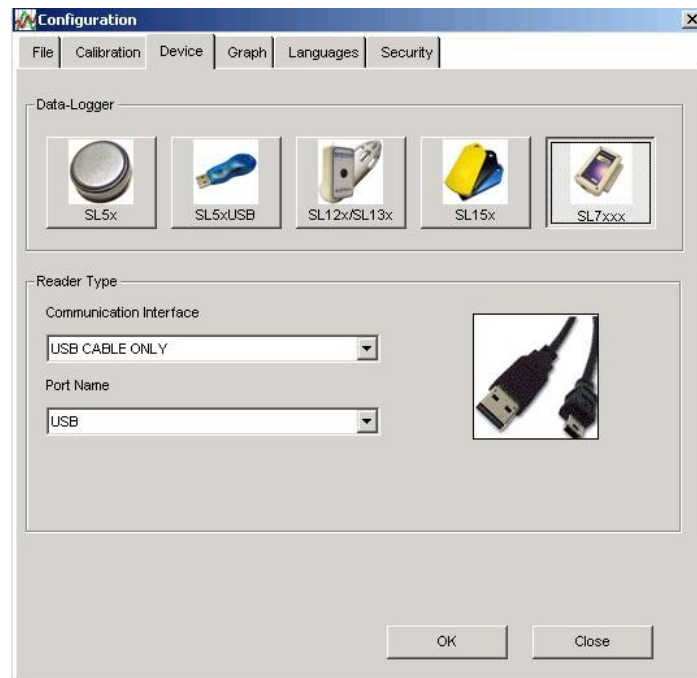 Configuration
File Calibration Device Graph Languages Security
Data-Logger
SL5x SL5xUSB SL12x/SL13x SL15x SL7xxx
Reader Type
Communication Interface
USB CABLE ONLY
Port Name
USB
OK Close